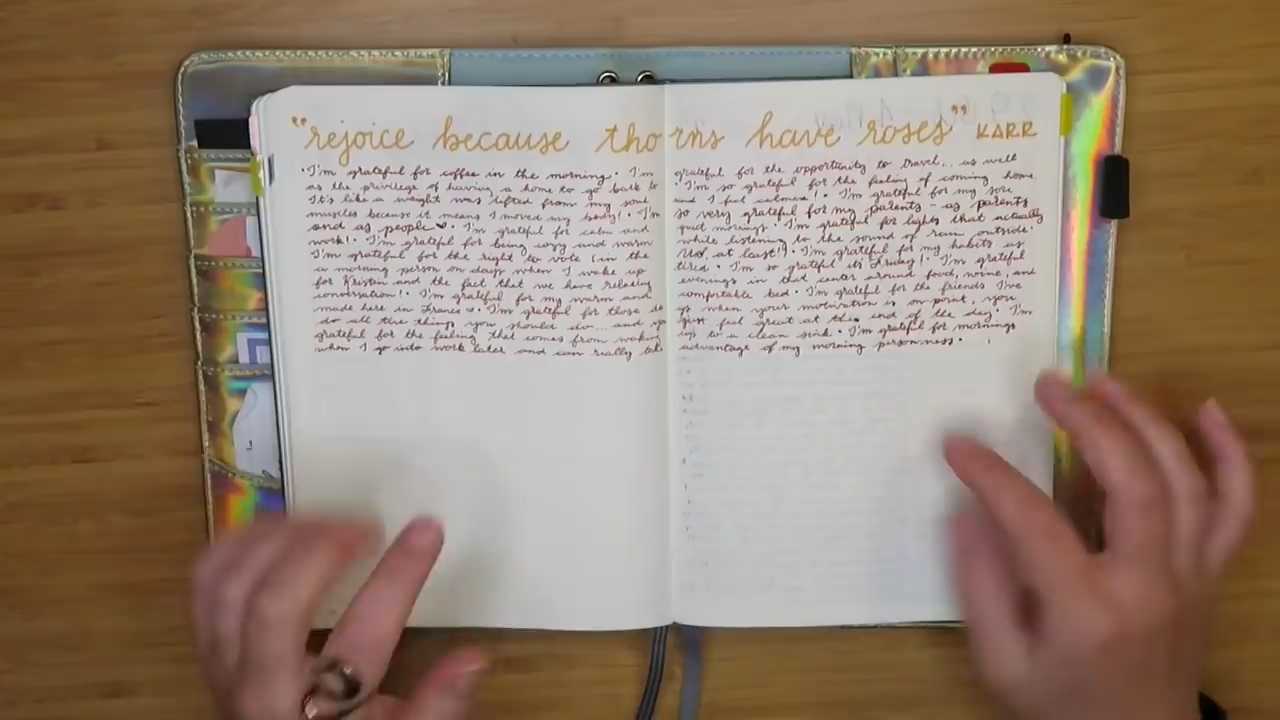 "rejoice because thorns have roses" KARR
• I'm grateful for coffee in the morning • I'm grateful for the opportunity to travel... as well
as the privilege of having a home to go back to • I'm so grateful for the feeling of coming home.
It's like a weight was lifted from my soul and I feel calmer! • I'm grateful for my sore
muscles because it means I moved my body! • I'm so very grateful for my parents - as parents
and as people • I'm grateful for calm and quiet mornings • I'm grateful for lights that actually
work! • I'm grateful for being cozy and warm while listening to the sound of rain outside •
I'm grateful for the right to vote (in the US, at least!) • I'm grateful for my habits as
a morning person on days when I wake up tired • I'm so grateful it's Friday! • I'm grateful
for Kristen and the fact that we have relaxing evenings in that center around food, wine, and
conversation! • I'm grateful for my warm and comfortable bed • I'm grateful for the friends I've
made here in France • I'm grateful for those days when your motivation is on point, you
do all the things you should do... and you just feel great at the end of the day • I'm
grateful for the feeling that comes from waking up to a clean sink • I'm grateful for mornings
when I go into work later and can really take advantage of my morning personness •